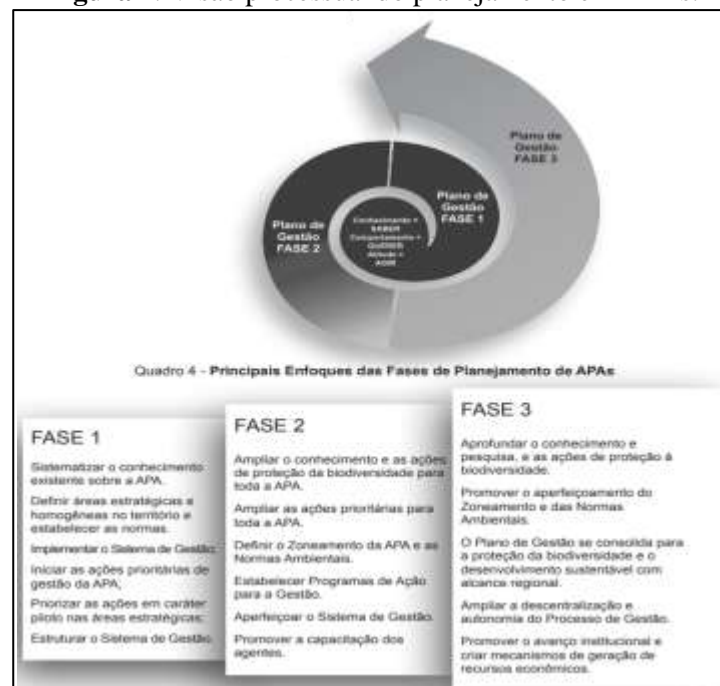 Plano de
Gestão
FASE 3
Plano de
Gestão
FASE 1
Plano de
Gestão
FASE 2
Conhecimento =
SABER
Comportamento =
QUERER
Atitude =
AGIR
Quadro 4 - Principais Enfoques das Fases de Planejamento de APAs
FASE 1
Sistematizar o conhecimento
existente sobre a APA.
Definir áreas estratégicas e
homogêneas no território e
estabelecer as normas.
Implementar o Sistema de Gestão.
Iniciar as ações prioritárias de
gestão da APA;
Priorizar as ações em caráter
piloto nas áreas estratégicas;
Estruturar o Sistema de Gestão.
FASE 2
Ampliar o conhecimento e as ações
de proteção da biodiversidade para
toda a APA.
Ampliar as ações prioritárias para
toda a APA.
Definir o Zoneamento da APA e as
Normas Ambientais.
Estabelecer Programas de Ação
para a Gestão.
Aperfeiçoar o Sistema de Gestão.
Promover a capacitação dos
agentes.
FASE 3
Aprofundar o conhecimento e
pesquisa, e as ações de proteção à
biodiversidade.
Promover o aperfeiçoamento do
Zoneamento e das Normas
Ambientais.
O Plano de Gestão se consolida para
a proteção da biodiversidade e o
desenvolvimento sustentável com
alcance regional.
Ampliar a descentralização e
autonomia do Processo de Gestão.
Promover o avanço institucional e
criar mecanismos de geração de
recursos econômicos.